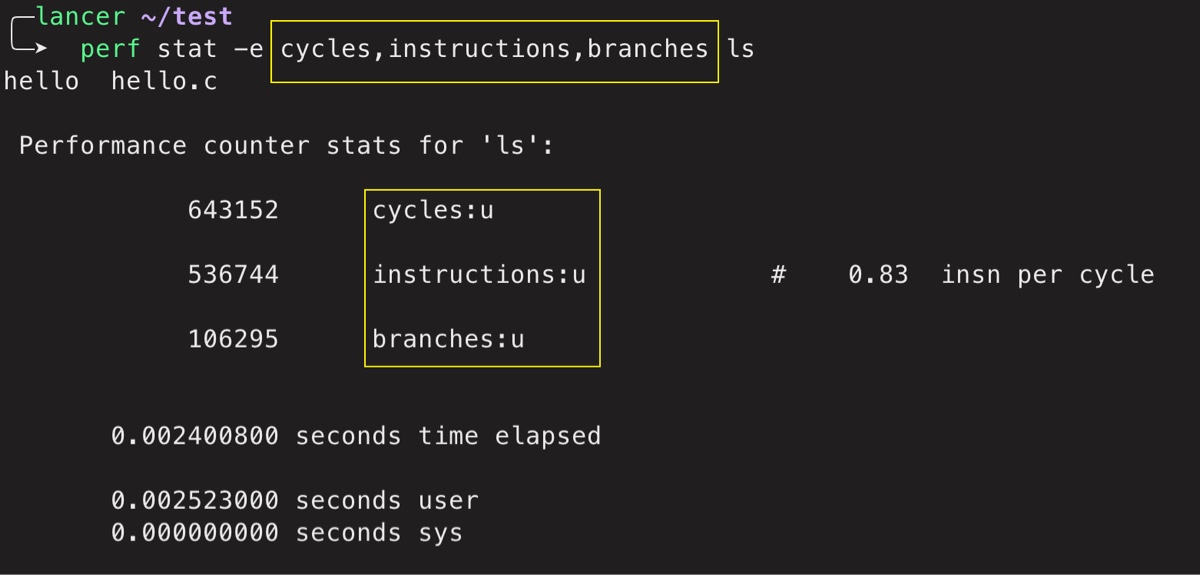 lancer ~/test
perf stat -e cycles,instructions,branches ls
hello  hello.c
Performance counter stats for 'ls':
643152 cycles:u
536744 instructions:u # 0.83 insn per cycle
106295 branches:u
0.002400800 seconds time elapsed
0.002523000 seconds user
0.000000000 seconds sys